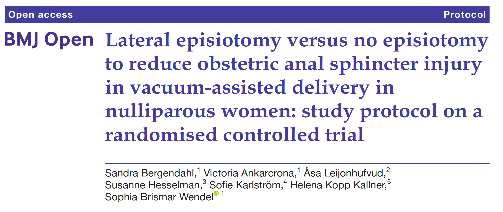 Open access
Protocol
BMJ Open
Lateral episiotomy versus no episiotomy
to reduce obstetric anal sphincter injury
in vacuum-assisted delivery in
nulliparous women: study protocol on a
randomised controlled trial
Sandra Bergendahl,1 Victoria Ankarcrona,1 Åsa Leijonhufvud,2
Susanne Hesselman,3 Sofie Karlström,4 Helena Kopp Kallner,5
Sophia Brismar Wendel 1